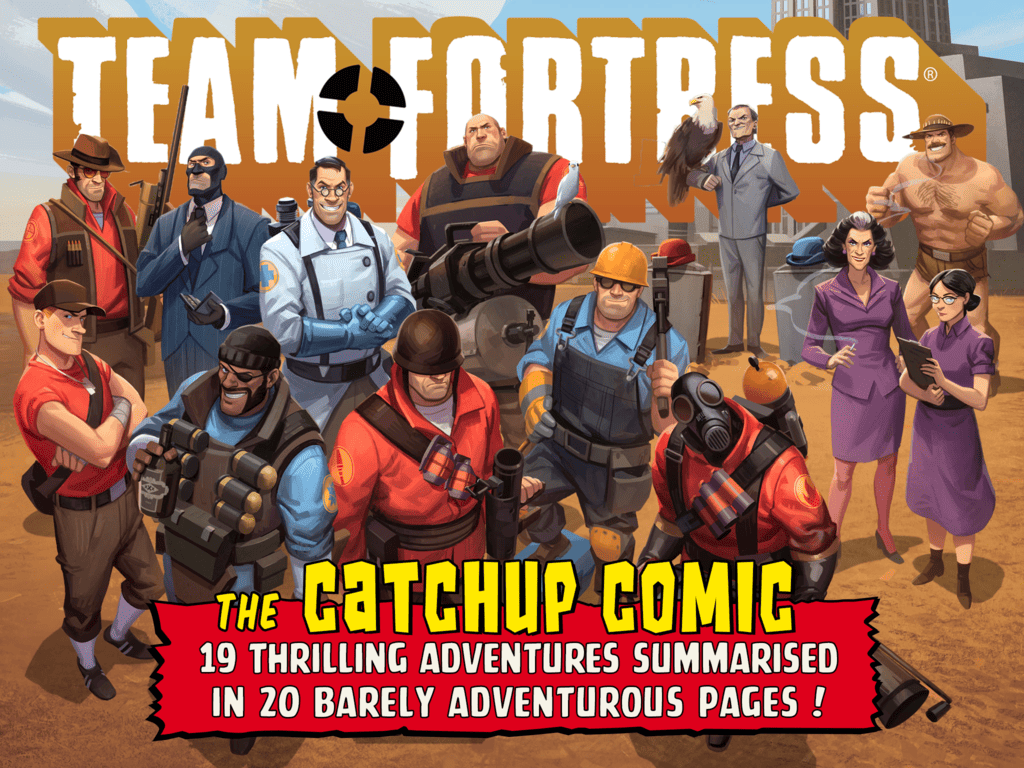 TEAM FORTRESS®
THE CATCHUP COMIC
19 THRILLING ADVENTURES SUMMARISED
IN 20 BARELY ADVENTUROUS PAGES !